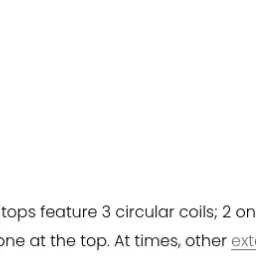 tops feature 3 circular coils; 2 on
one at the top. At times, other